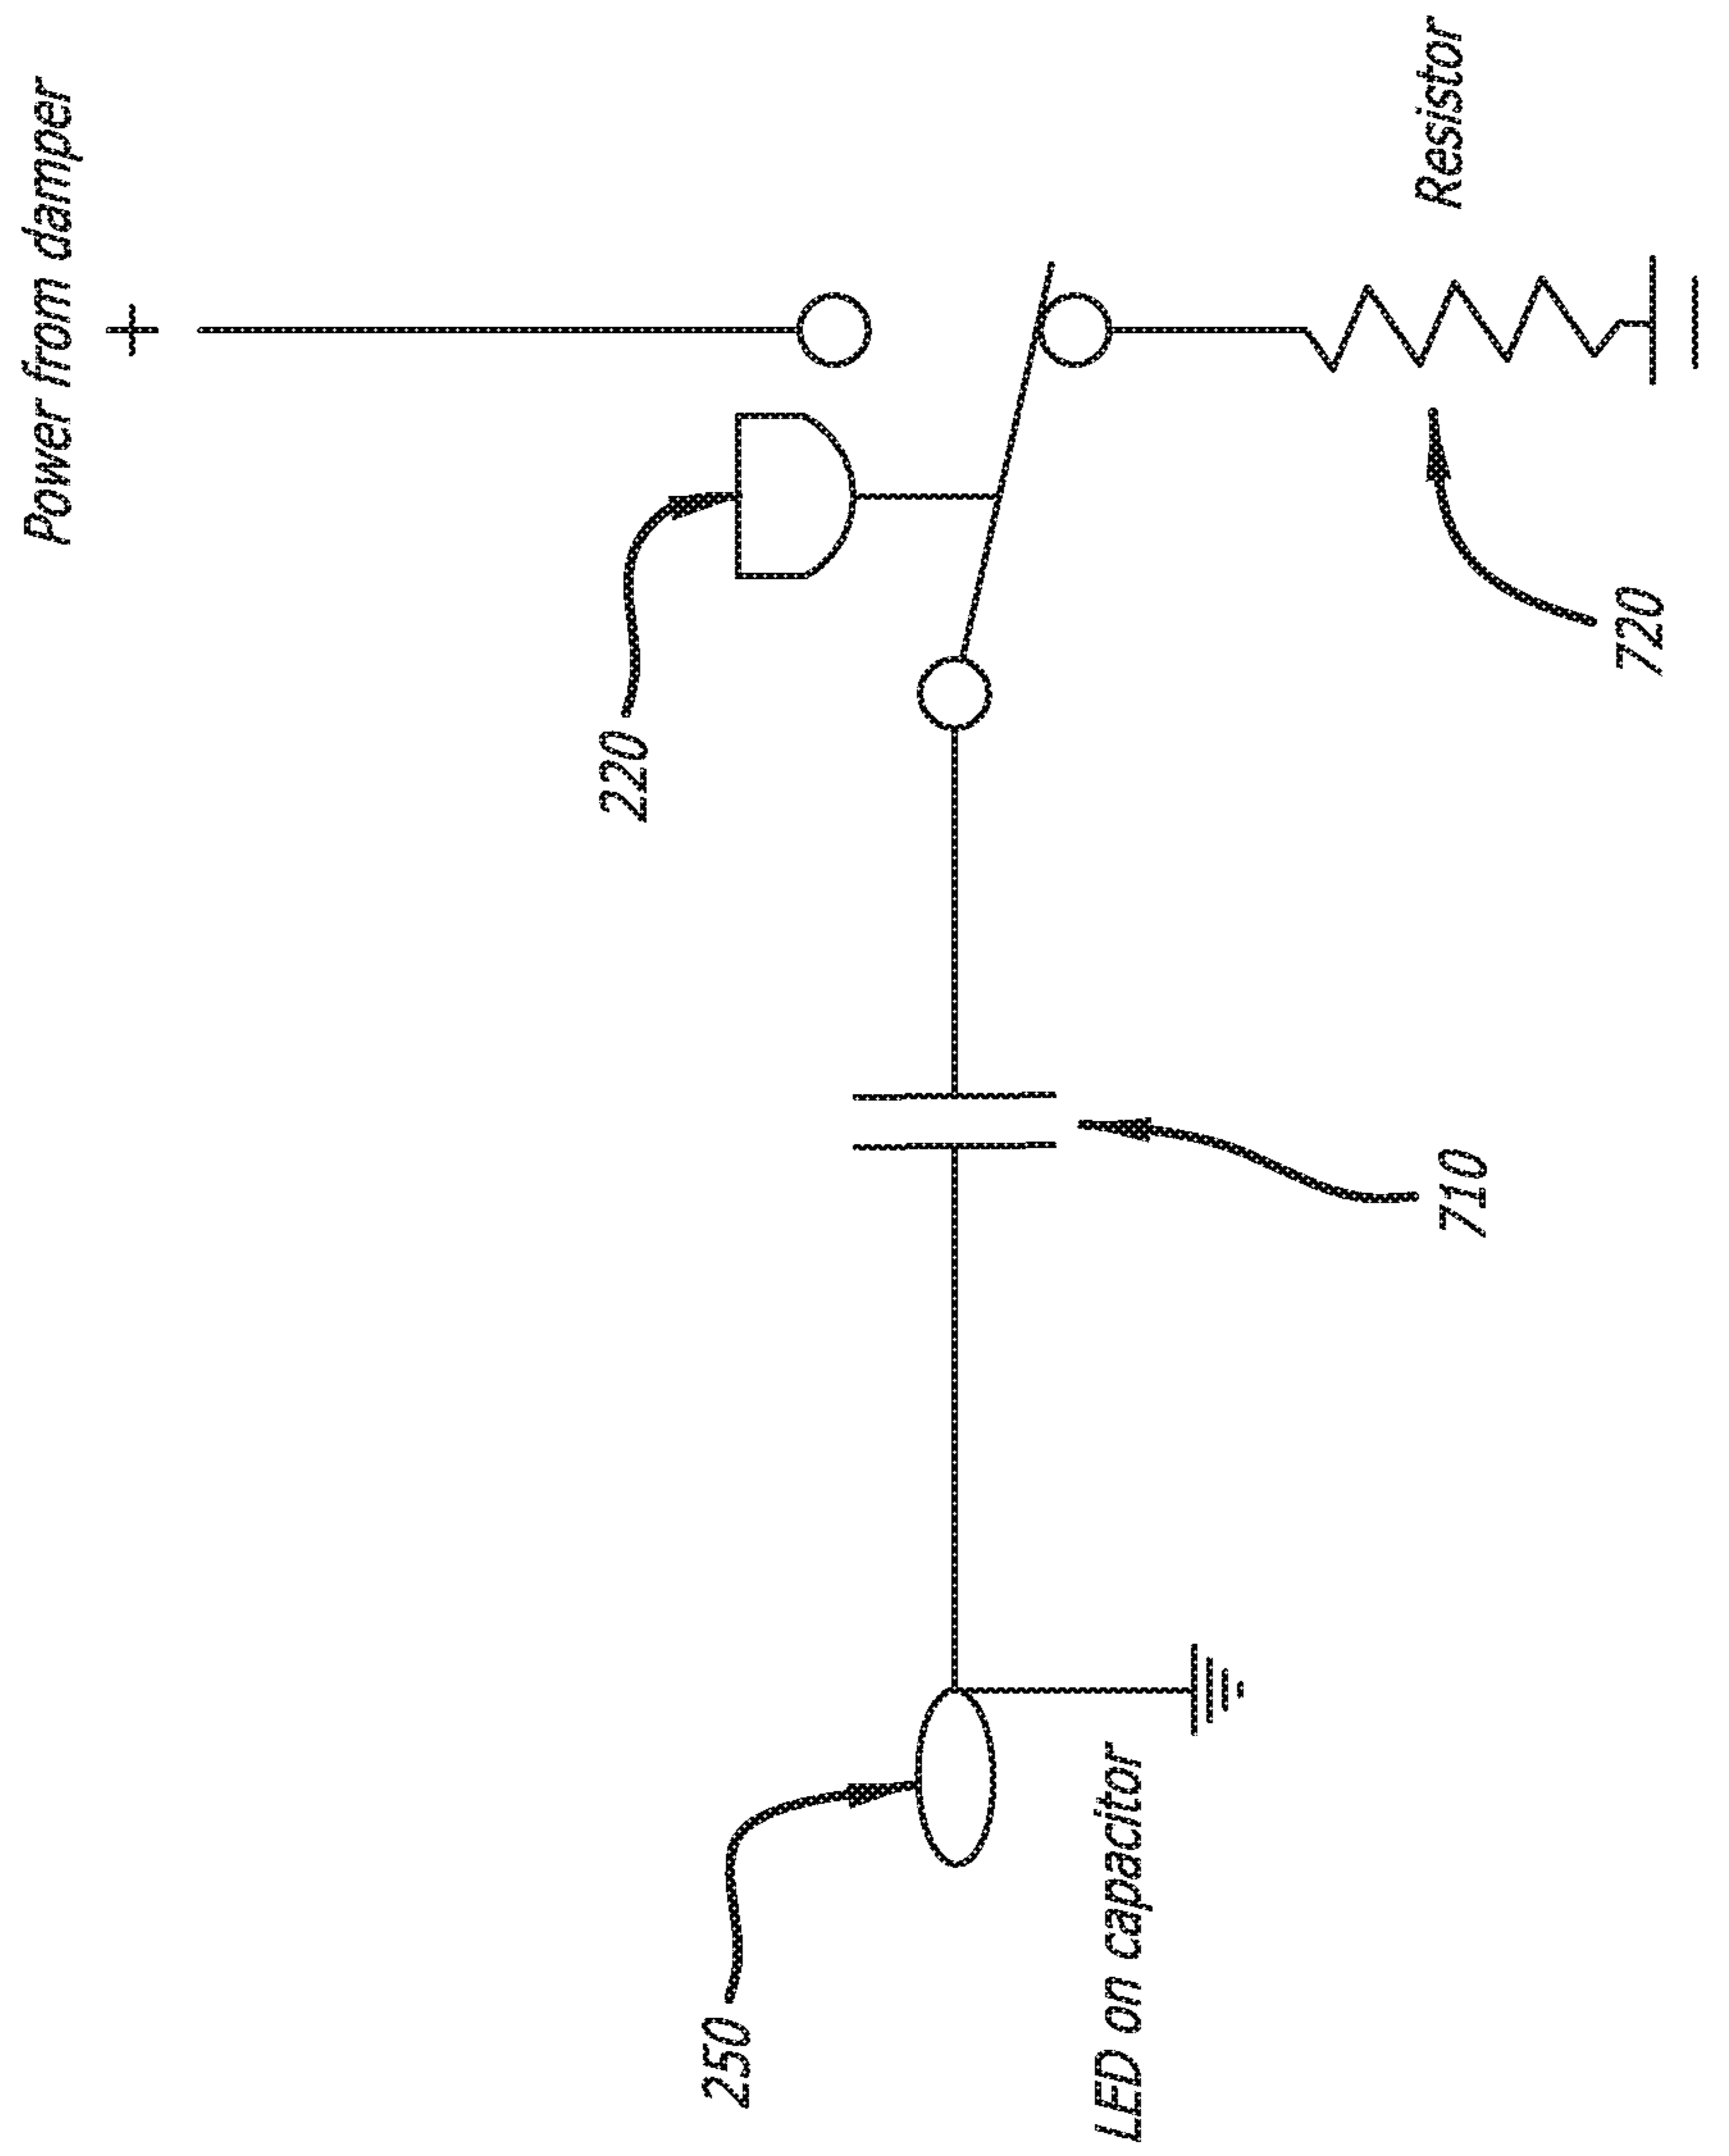 Power from damper
+
220
Resistor
720
710
250
LED on capacitor